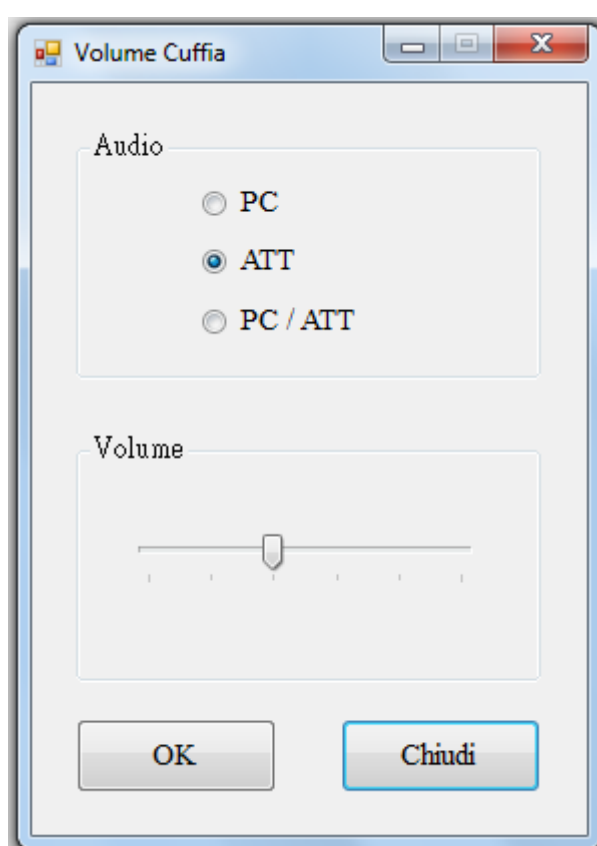 Volume Cuffia
Audio
PC
ATT
PC / ATT
Volume
OK
Chiudi